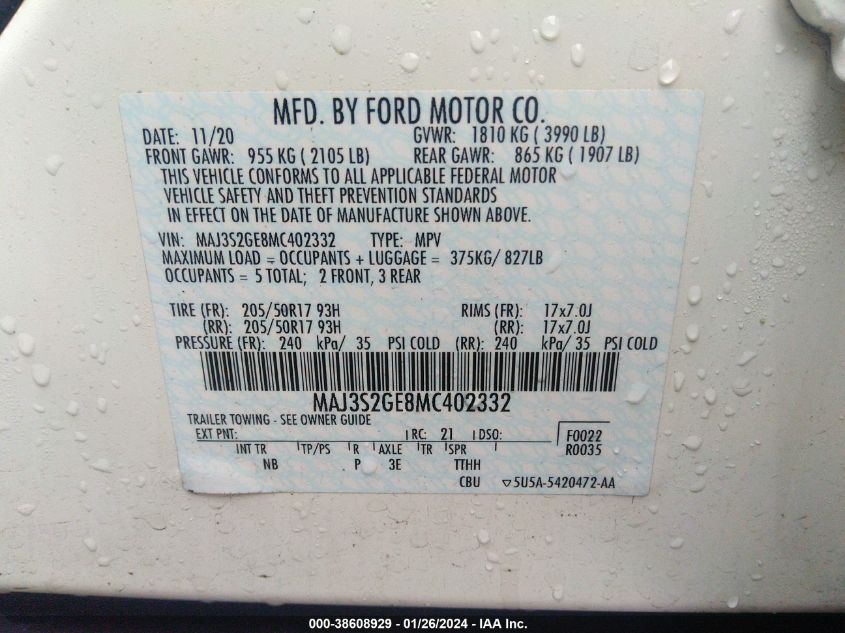 MFD. BY FORD MOTOR CO.
DATE: 11/20 GVWR: 1810 KG ( 3990 LB)
FRONT GAWR: 955 KG ( 2105 LB) REAR GAWR: 865 KG ( 1907 LB)
THIS VEHICLE CONFORMS TO ALL APPLICABLE FEDERAL MOTOR
VEHICLE SAFETY AND THEFT PREVENTION STANDARDS
IN EFFECT ON THE DATE OF MANUFACTURE SHOWN ABOVE.
VIN: MAJ3S2GE8MC402332 TYPE: MPV
MAXIMUM LOAD = OCCUPANTS + LUGGAGE = 375KG/ 827LB
OCCUPANTS = 5 TOTAL; 2 FRONT, 3 REAR
TIRE (FR): 205/50R17 93H RIMS (FR): 17x7.0J
(RR): 205/50R17 93H (RR): 17x7.0J
PRESSURE (FR): 240 kPa/ 35 PSI COLD (RR): 240 kPa/ 35 PSI COLD
MAJ3S2GE8MC402332
TRAILER TOWING - SEE OWNER GUIDE
EXT PNT: RC: 21 DSO: F0022
INT TR TP/PS R AXLE TR SPR R0035
NB P 3E TTHH
CBU ▽5U5A-5420472-AA
000-38608929 - 01/26/2024 - IAA Inc.